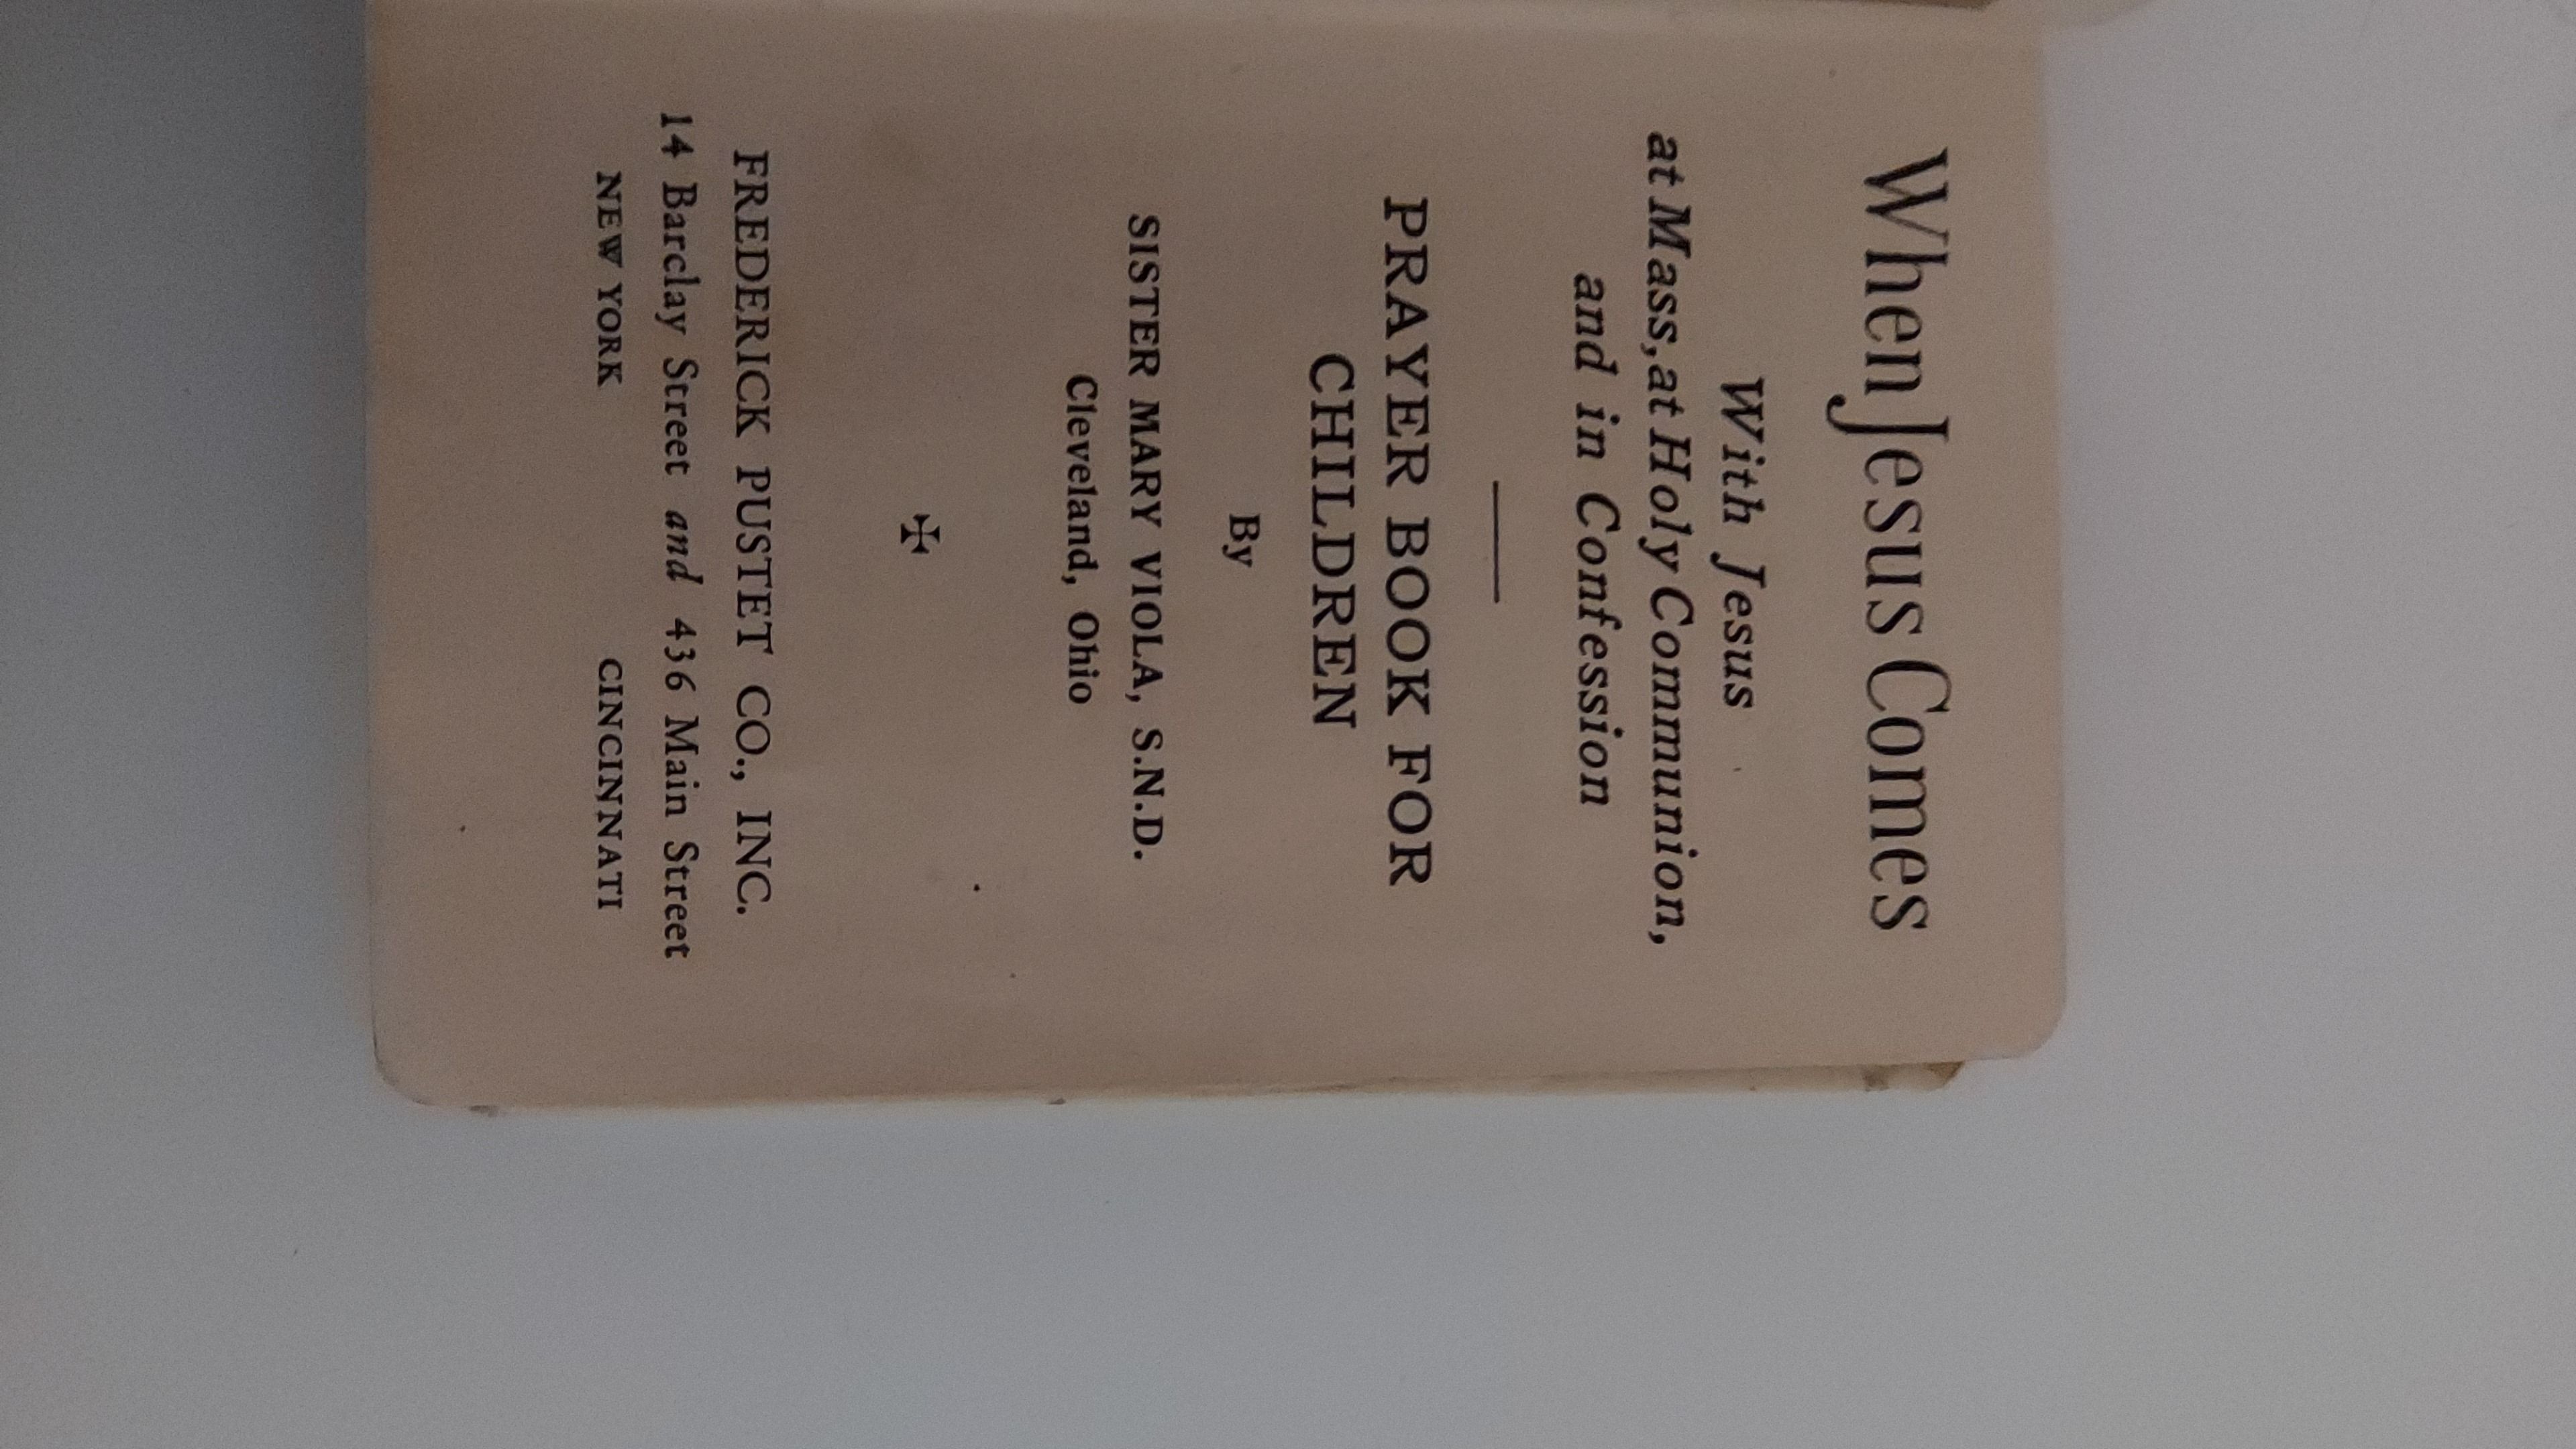 When Jesus Comes
With Jesus
at Mass, at Holy Communion,
and in Confession
PRAYER BOOK FOR
CHILDREN
By
SISTER MARY VIOLA, S.N.D.
Cleveland, Ohio
✠
FREDERICK PUSTET CO., INC.
14 Barclay Street and 436 Main Street
NEW YORK CINCINNATI